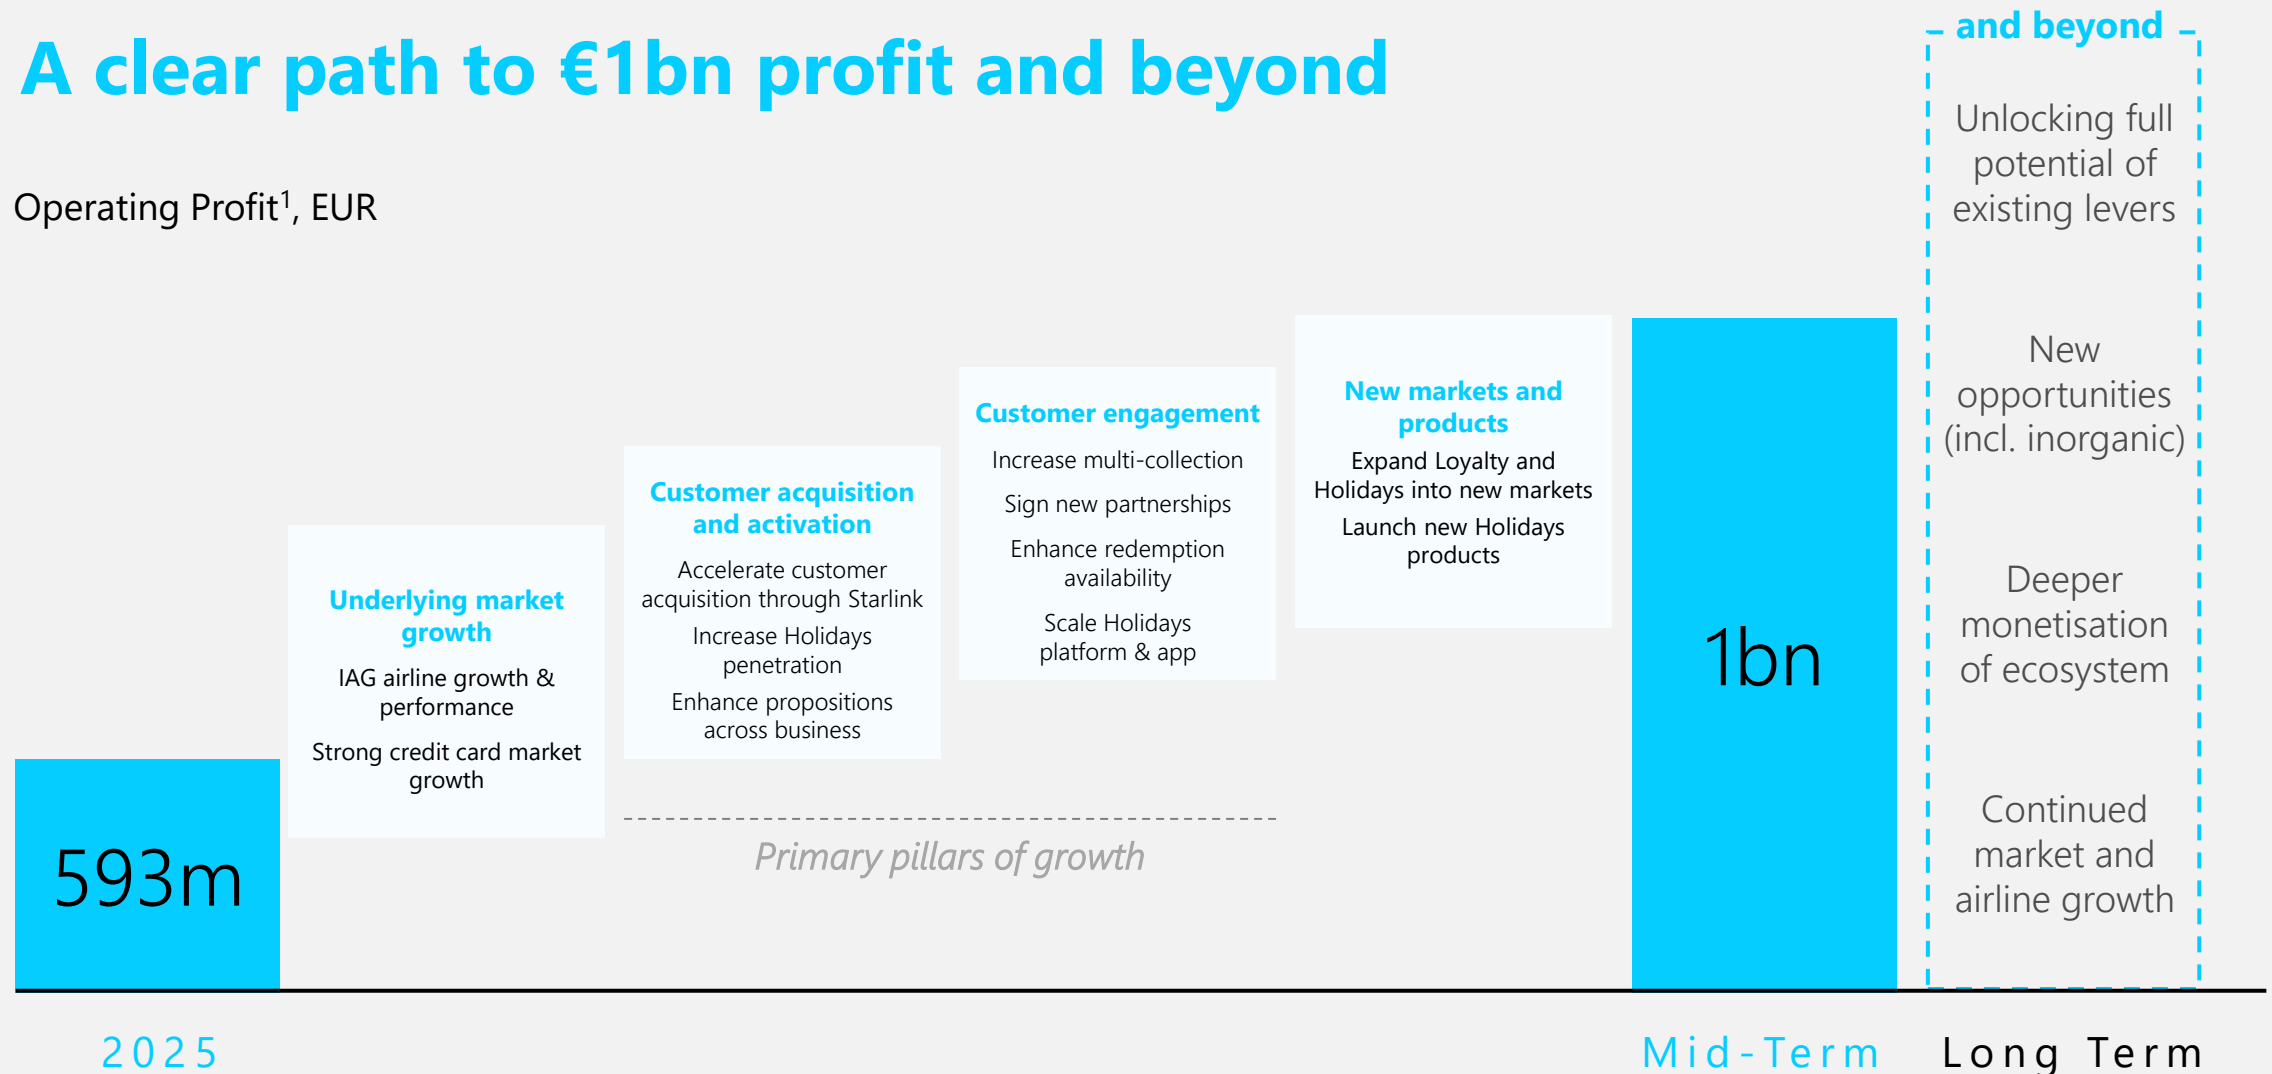 A clear path to €1bn profit and beyond
Operating Profit¹, EUR
593m
2025
Underlying market
growth
IAG airline growth &
performance
Strong credit card market
growth
Customer acquisition
and activation
Accelerate customer
acquisition through Starlink
Increase Holidays
penetration
Enhance propositions
across business
Customer engagement
Increase multi-collection
Sign new partnerships
Enhance redemption
availability
Scale Holidays
platform & app
Primary pillars of growth
New markets and
products
Expand Loyalty and
Holidays into new markets
Launch new Holidays
products
1bn
Mid-Term
and beyond
Unlocking full
potential of
existing levers
New
opportunities
(incl. inorganic)
Deeper
monetisation
of ecosystem
Continued
market and
airline growth
Long Term